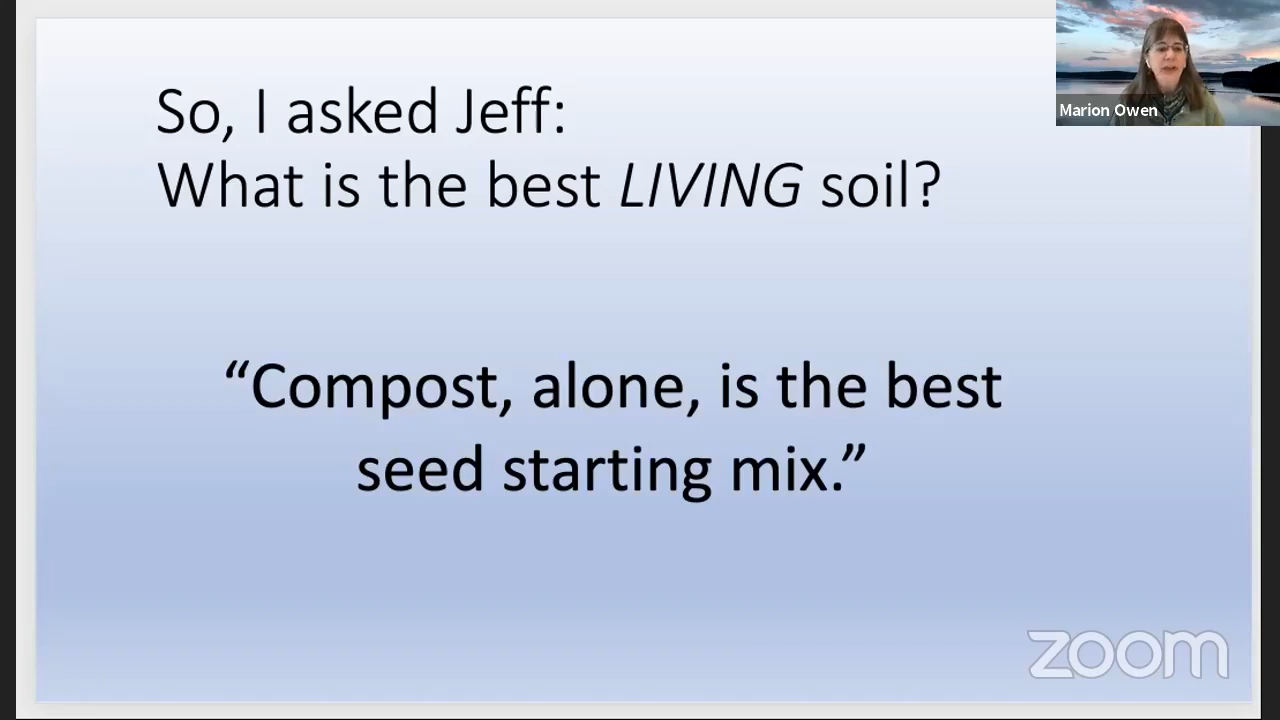 So, I asked Jeff:
What is the best LIVING soil?
“Compost, alone, is the best
seed starting mix.”
Marion Owen
zoom